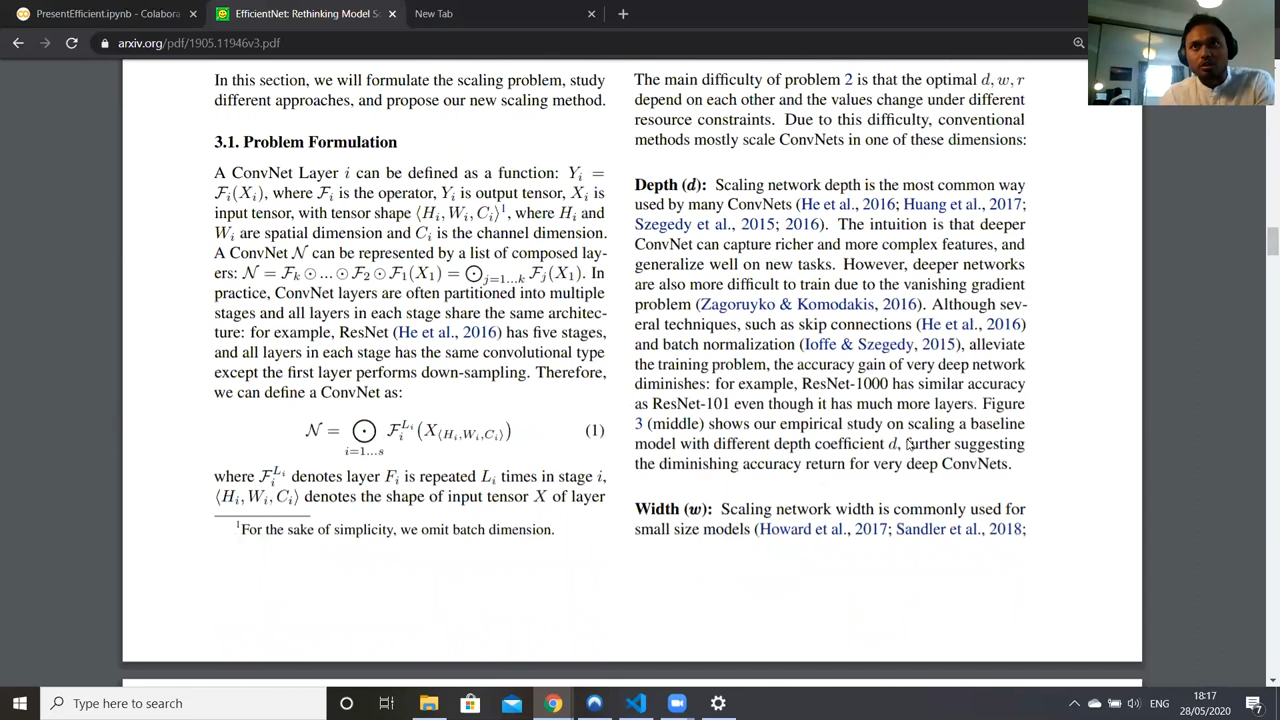 PresentEfficient.ipynb - Colabora
EfficientNet: Rethinking Model Sc
New Tab
arxiv.org/pdf/1905.11946v3.pdf
In this section, we will formulate the scaling problem, study
different approaches, and propose our new scaling method.
3.1. Problem Formulation
A ConvNet Layer i can be defined as a function: Yᵢ =
𝓕ᵢ(Xᵢ), where 𝓕ᵢ is the operator, Yᵢ is output tensor, Xᵢ is
input tensor, with tensor shape ⟨Hᵢ, Wᵢ, Cᵢ⟩¹, where Hᵢ and
Wᵢ are spatial dimension and Cᵢ is the channel dimension.
A ConvNet 𝓝 can be represented by a list of composed lay-
ers: 𝓝 = 𝓕ₖ ⊙ ... ⊙ 𝓕₂ ⊙ 𝓕₁(X₁) = ⊙ⱼ₌₁...ₖ 𝓕ⱼ(X₁). In
practice, ConvNet layers are often partitioned into multiple
stages and all layers in each stage share the same architec-
ture: for example, ResNet (He et al., 2016) has five stages,
and all layers in each stage has the same convolutional type
except the first layer performs down-sampling. Therefore,
we can define a ConvNet as:
𝓝 = ⊙ᵢ₌₁...ₛ 𝓕ᵢ^{Lᵢ}(X_{⟨Hᵢ,Wᵢ,Cᵢ⟩}) (1)
where 𝓕ᵢ^{Lᵢ} denotes layer Fᵢ is repeated Lᵢ times in stage i,
⟨Hᵢ, Wᵢ, Cᵢ⟩ denotes the shape of input tensor X of layer
¹For the sake of simplicity, we omit batch dimension.
The main difficulty of problem 2 is that the optimal d, w, r
depend on each other and the values change under different
resource constraints. Due to this difficulty, conventional
methods mostly scale ConvNets in one of these dimensions:
Depth (d): Scaling network depth is the most common way
used by many ConvNets (He et al., 2016; Huang et al., 2017;
Szegedy et al., 2015; 2016). The intuition is that deeper
ConvNet can capture richer and more complex features, and
generalize well on new tasks. However, deeper networks
are also more difficult to train due to the vanishing gradient
problem (Zagoruyko & Komodakis, 2016). Although sev-
eral techniques, such as skip connections (He et al., 2016)
and batch normalization (Ioffe & Szegedy, 2015), alleviate
the training problem, the accuracy gain of very deep network
diminishes: for example, ResNet-1000 has similar accuracy
as ResNet-101 even though it has much more layers. Figure
3 (middle) shows our empirical study on scaling a baseline
model with different depth coefficient d, further suggesting
the diminishing accuracy return for very deep ConvNets.
Width (w): Scaling network width is commonly used for
small size models (Howard et al., 2017; Sandler et al., 2018;
Type here to search
ENG
18:17
28/05/2020
7